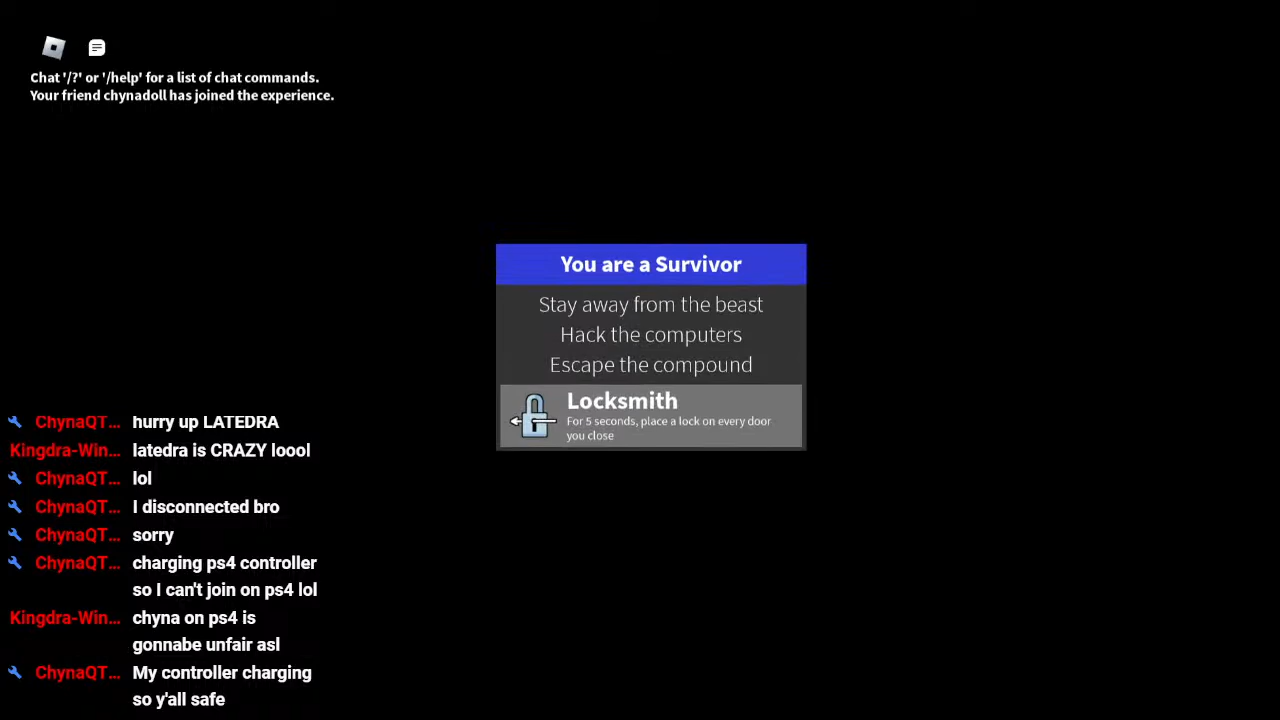 Chat '/?' or '/help' for a list of chat commands.
Your friend chynadoll has joined the experience.
You are a Survivor
Stay away from the beast
Hack the computers
Escape the compound
Locksmith
For 5 seconds, place a lock on every door
you close
ChynaQT... hurry up LATEDRA
Kingdra-Win... latedra is CRAZY loool
ChynaQT... lol
ChynaQT... I disconnected bro
ChynaQT... sorry
ChynaQT... charging ps4 controller
so I can't join on ps4 lol
Kingdra-Win... chyna on ps4 is
gonnabe unfair asl
ChynaQT... My controller charging
so y'all safe